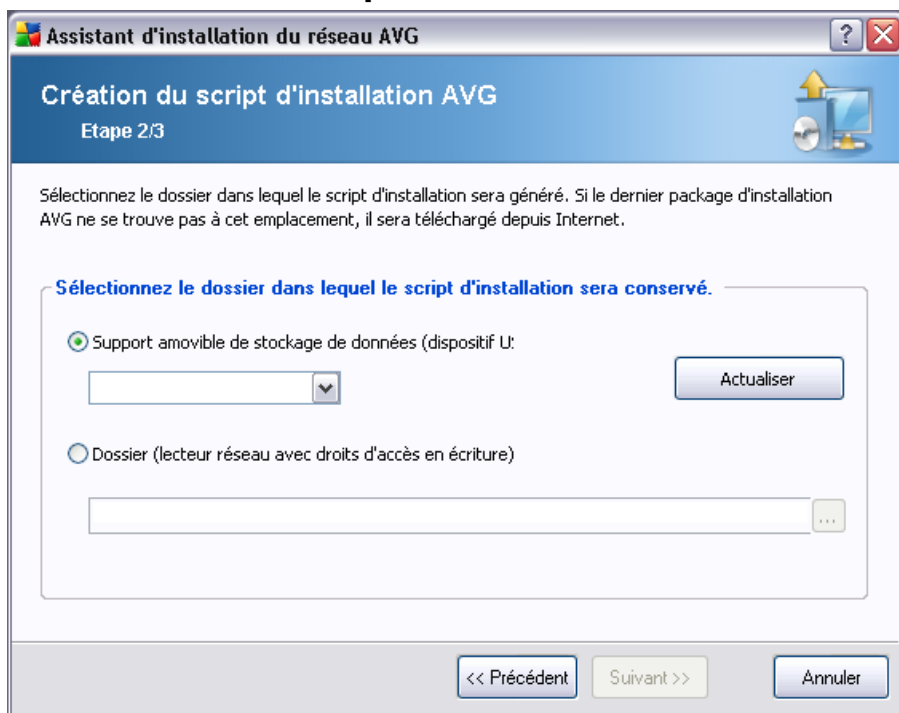 Assistant d'installation du réseau AVG
Création du script d'installation AVG
Etape 2/3
Sélectionnez le dossier dans lequel le script d'installation sera généré. Si le dernier package d'installation
AVG ne se trouve pas à cet emplacement, il sera téléchargé depuis Internet.
Sélectionnez le dossier dans lequel le script d'installation sera conservé.
Support amovible de stockage de données (dispositif U:
Actualiser
Dossier (lecteur réseau avec droits d'accès en écriture)
...
<< Précédent
Suivant >>
Annuler